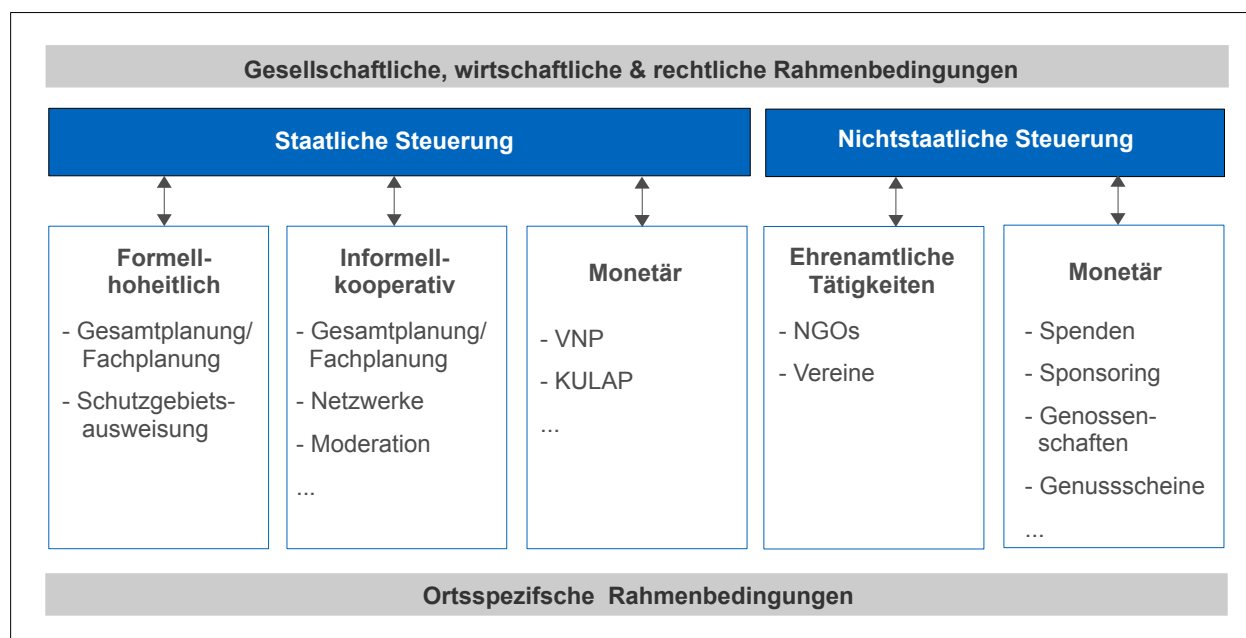 Gesellschaftliche, wirtschaftliche & rechtliche Rahmenbedingungen
Staatliche Steuerung
Nichtstaatliche Steuerung
Formell-
hoheitlich
- Gesamtplanung/
Fachplanung
- Schutzgebiets-
ausweisung
Informell-
kooperativ
- Gesamtplanung/
Fachplanung
- Netzwerke
- Moderation
...
Monetär
- VNP
- KULAP
...
Ehrenamtliche
Tätigkeiten
- NGOs
- Vereine
Monetär
- Spenden
- Sponsoring
- Genossen-
schaften
- Genussscheine
...
Ortsspezifsche Rahmenbedingungen